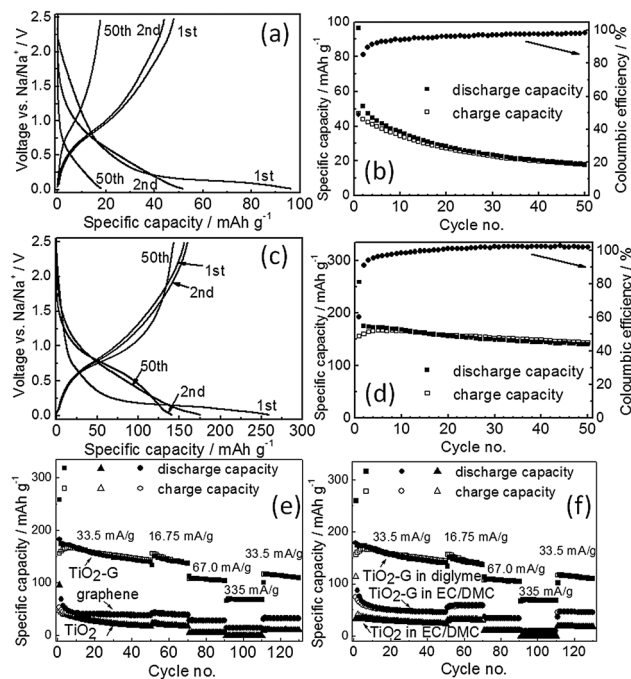 (a)
Voltage vs. Na/Na+ / V
2.5
2.0
1.5
1.0
0.5
0.0
50th
2nd
1st
50th
2nd
1st
0 20 40 60 80 100
Specific capacity / mAh g-1
(b)
Specific capacity / mAh g-1
100
80
60
40
20
0
discharge capacity
charge capacity
Coloumbic efficiency / %
100
80
60
40
20
0
10 20 30 40 50
Cycle no.
(c)
Voltage vs. Na/Na+ / V
2.5
2.0
1.5
1.0
0.5
0.0
50th
1st
2nd
50th
2nd
1st
0 50 100 150 200 250 300
Specific capacity / mAh g-1
(d)
Specific capacity / mAh g-1
300
200
100
0
discharge capacity
charge capacity
Coloumbic efficiency / %
100
80
60
40
20
0
0 10 20 30 40 50
Cycle no.
(e)
Specific capacity / mAh g-1
300
200
100
0
discharge capacity
charge capacity
33.5 mA/g
16.75 mA/g
67.0 mA/g
335 mA/g
33.5 mA/g
TiO2-G
graphene
TiO2
0 20 40 60 80 100 120
Cycle no.
(f)
Specific capacity / mAh g-1
300
200
100
0
discharge capacity
charge capacity
33.5 mA/g
16.75 mA/g
67.0 mA/g
335 mA/g
33.5 mA/g
TiO2-G in diglyme
TiO2-G in EC/DMC
TiO2 in EC/DMC
0 20 40 60 80 100 120
Cycle no.